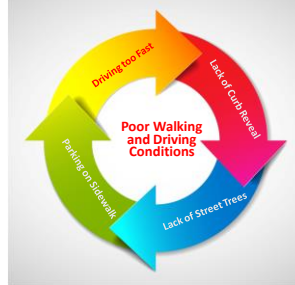 Driving too Fast
Lack of Curb Reveal
Poor Walking
and Driving
Conditions
Parking on Sidewalk
Lack of Street Trees